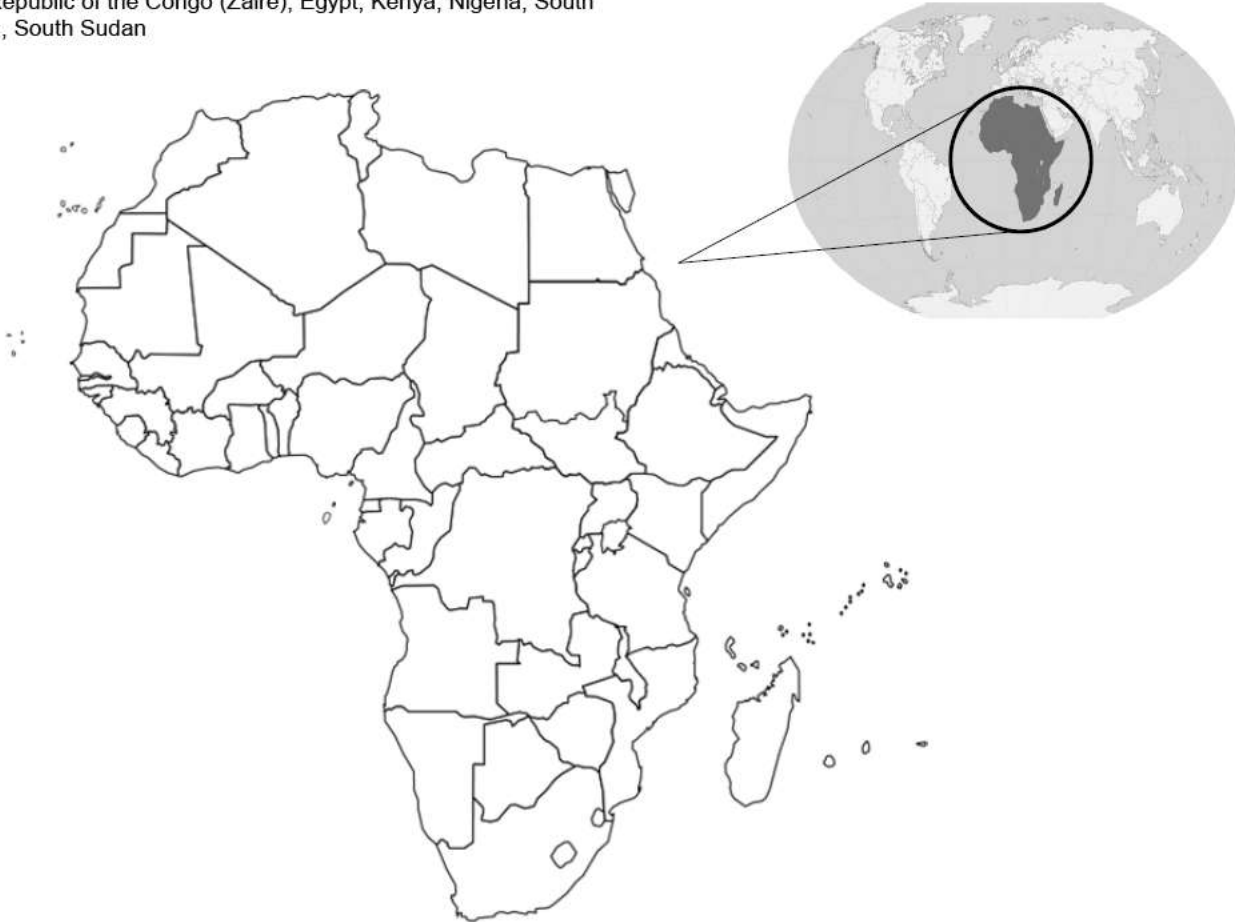 Republic of the Congo (Zaire), Egypt, Kenya, Nigeria, South
, South Sudan